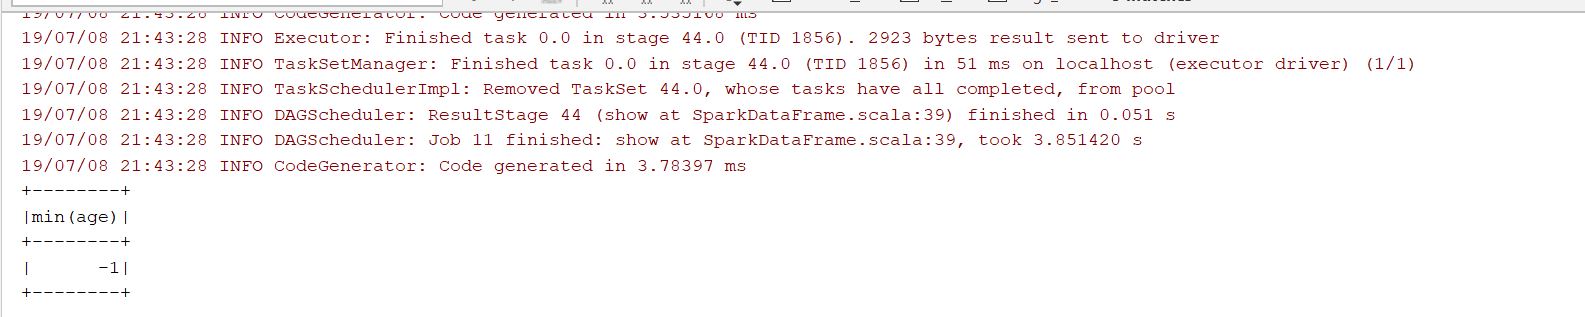 19/07/08 21:43:28 INFO CodeGenerator: Code generated in 3.535168 ms
19/07/08 21:43:28 INFO Executor: Finished task 0.0 in stage 44.0 (TID 1856). 2923 bytes result sent to driver
19/07/08 21:43:28 INFO TaskSetManager: Finished task 0.0 in stage 44.0 (TID 1856) in 51 ms on localhost (executor driver) (1/1)
19/07/08 21:43:28 INFO TaskSchedulerImpl: Removed TaskSet 44.0, whose tasks have all completed, from pool
19/07/08 21:43:28 INFO DAGScheduler: ResultStage 44 (show at SparkDataFrame.scala:39) finished in 0.051 s
19/07/08 21:43:28 INFO DAGScheduler: Job 11 finished: show at SparkDataFrame.scala:39, took 3.851420 s
19/07/08 21:43:28 INFO CodeGenerator: Code generated in 3.78397 ms
+--------+
|min(age)|
+--------+
|      -1|
+--------+